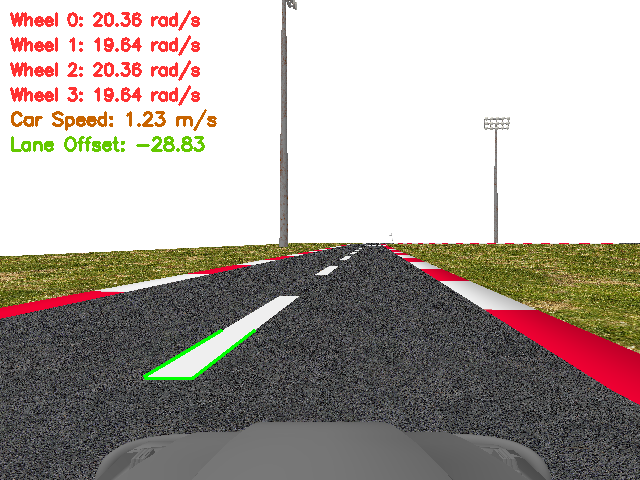 Wheel 0: 20.36 rad/s
Wheel 1: 19.64 rad/s
Wheel 2: 20.36 rad/s
Wheel 3: 19.64 rad/s
Car Speed: 1.23 m/s
Lane Offset: -28.83